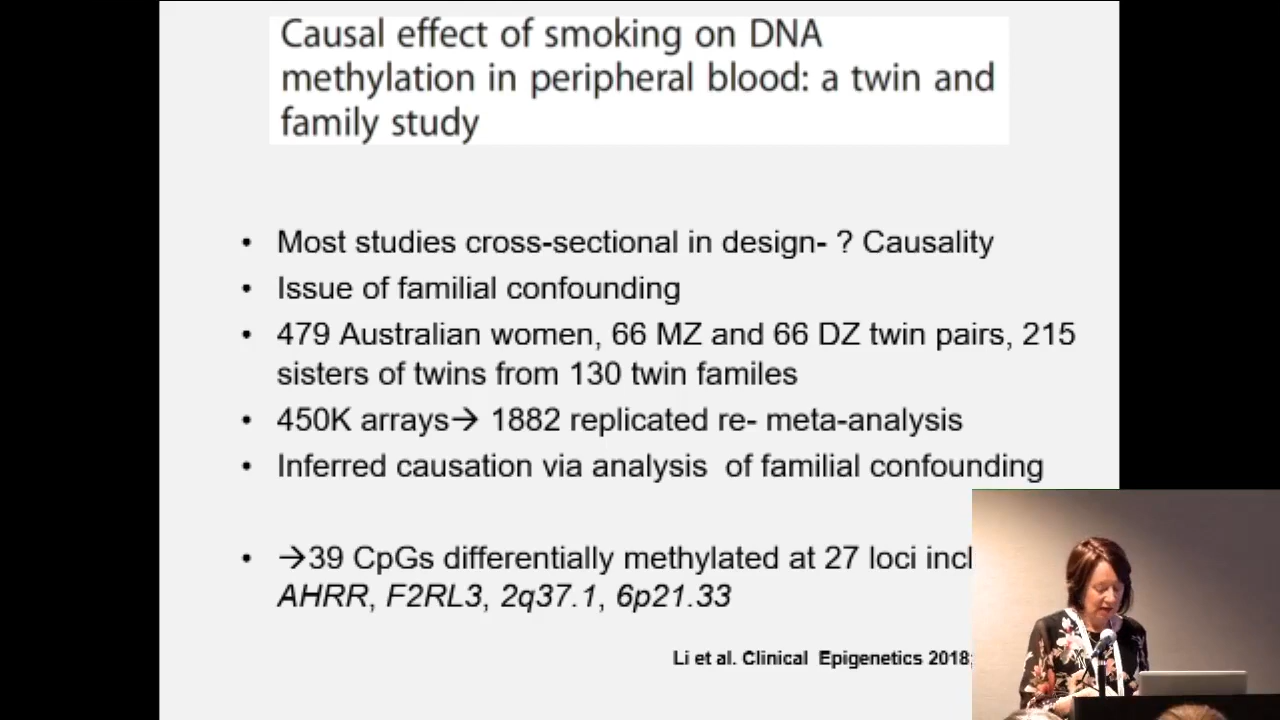 Causal effect of smoking on DNA
methylation in peripheral blood: a twin and
family study
• Most studies cross-sectional in design- ? Causality
• Issue of familial confounding
• 479 Australian women, 66 MZ and 66 DZ twin pairs, 215
sisters of twins from 130 twin familes
• 450K arrays→ 1882 replicated re- meta-analysis
• Inferred causation via analysis of familial confounding
• →39 CpGs differentially methylated at 27 loci incl
AHRR, F2RL3, 2q37.1, 6p21.33
Li et al. Clinical Epigenetics 2018;